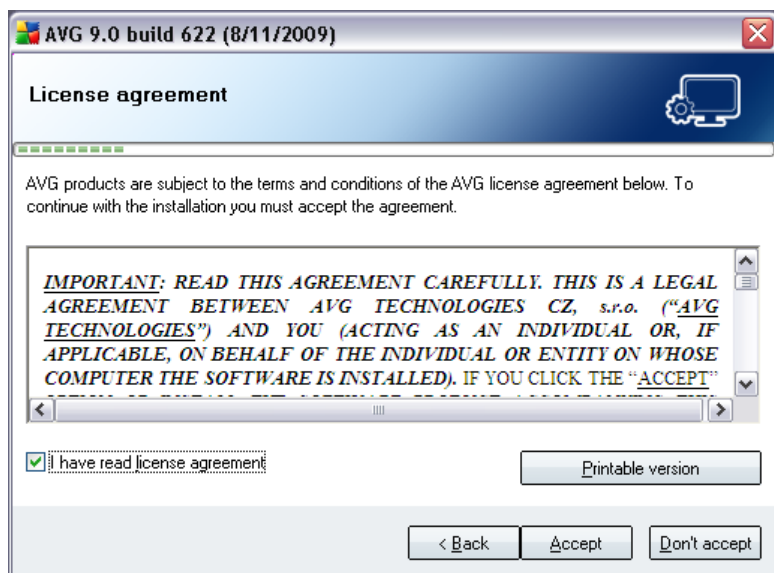 AVG 9.0 build 622 (8/11/2009)
License agreement
AVG products are subject to the terms and conditions of the AVG license agreement below. To
continue with the installation you must accept the agreement.
IMPORTANT: READ THIS AGREEMENT CAREFULLY. THIS IS A LEGAL
AGREEMENT BETWEEN AVG TECHNOLOGIES CZ, s.r.o. (“AVG
TECHNOLOGIES”) AND YOU (ACTING AS AN INDIVIDUAL OR, IF
APPLICABLE, ON BEHALF OF THE INDIVIDUAL OR ENTITY ON WHOSE
COMPUTER THE SOFTWARE IS INSTALLED). IF YOU CLICK THE “ACCEPT”
I have read license agreement
Printable version
< Back
Accept
Don't accept